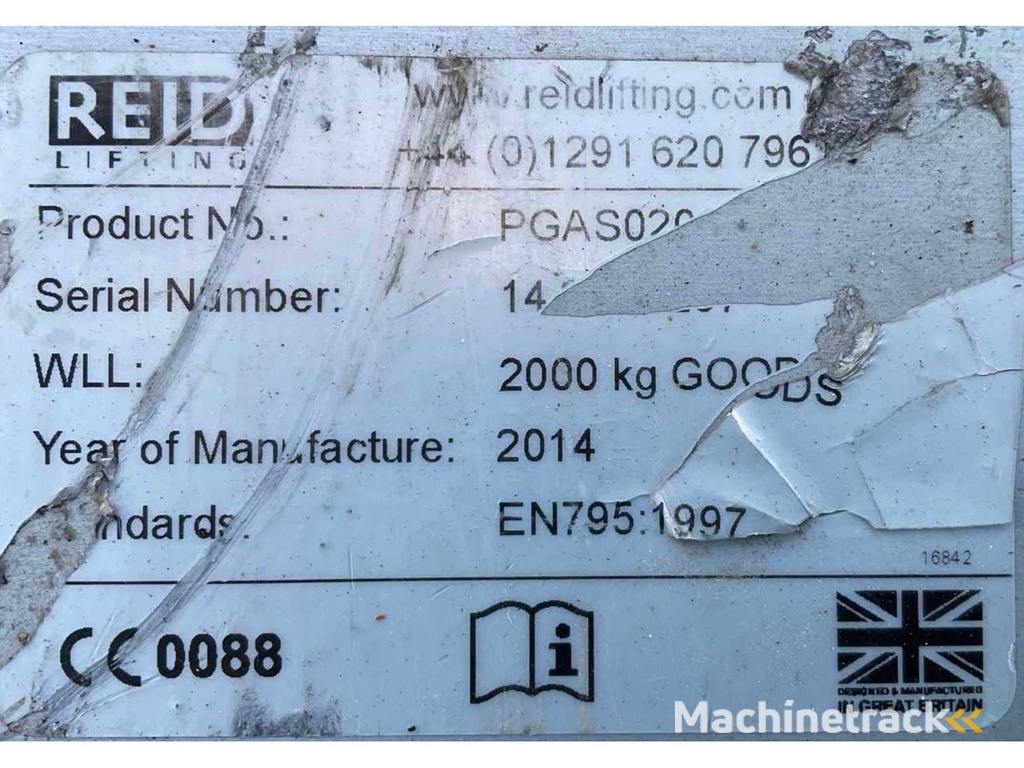 REID
LIFTING
www.reidlifting.com
+44 (0)1291 620 796
Product No.: PGAS020
Serial Number: 14
WLL: 2000 kg GOODS
Year of Manufacture: 2014
Standards: EN795:1997
16842
CE 0088
i
DESIGNED & MANUFACTURED
IN GREAT BRITAIN
Machinetrack